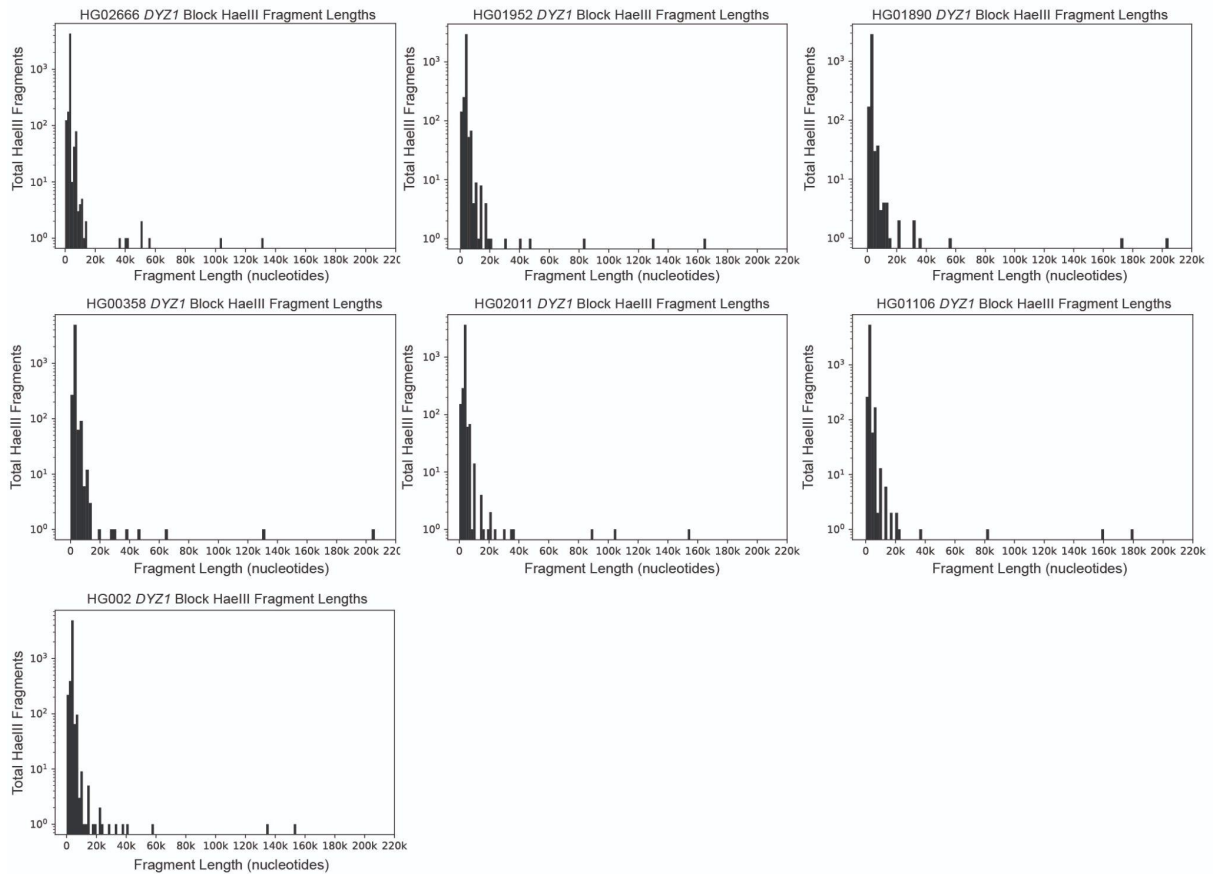 HG02666 DYZ1 Block HaeIII Fragment Lengths
Total HaeIII Fragments
10³
10²
10¹
10⁰
0 20k 40k 60k 80k 100k 120k 140k 160k 180k 200k 220k
Fragment Length (nucleotides)
HG01952 DYZ1 Block HaeIII Fragment Lengths
Total HaeIII Fragments
10³
10²
10¹
10⁰
0 20k 40k 60k 80k 100k 120k 140k 160k 180k 200k 220k
Fragment Length (nucleotides)
HG01890 DYZ1 Block HaeIII Fragment Lengths
Total HaeIII Fragments
10³
10²
10¹
10⁰
0 20k 40k 60k 80k 100k 120k 140k 160k 180k 200k 220k
Fragment Length (nucleotides)
HG00358 DYZ1 Block HaeIII Fragment Lengths
Total HaeIII Fragments
10³
10²
10¹
10⁰
0 20k 40k 60k 80k 100k 120k 140k 160k 180k 200k 220k
Fragment Length (nucleotides)
HG02011 DYZ1 Block HaeIII Fragment Lengths
Total HaeIII Fragments
10³
10²
10¹
10⁰
0 20k 40k 60k 80k 100k 120k 140k 160k 180k 200k 220k
Fragment Length (nucleotides)
HG01106 DYZ1 Block HaeIII Fragment Lengths
Total HaeIII Fragments
10³
10²
10¹
10⁰
0 20k 40k 60k 80k 100k 120k 140k 160k 180k 200k 220k
Fragment Length (nucleotides)
HG002 DYZ1 Block HaeIII Fragment Lengths
Total HaeIII Fragments
10³
10²
10¹
10⁰
0 20k 40k 60k 80k 100k 120k 140k 160k 180k 200k 220k
Fragment Length (nucleotides)